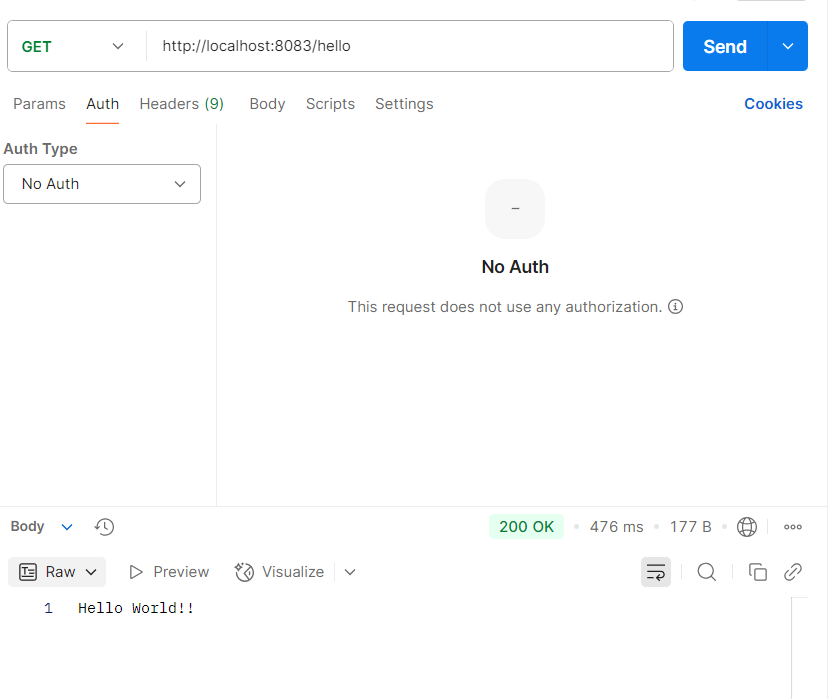 GET http://localhost:8083/hello Send
Params Auth Headers (9) Body Scripts Settings Cookies
Auth Type
No Auth
No Auth
This request does not use any authorization.
Body 200 OK 476 ms 177 B
Raw Preview Visualize
1 Hello World!!